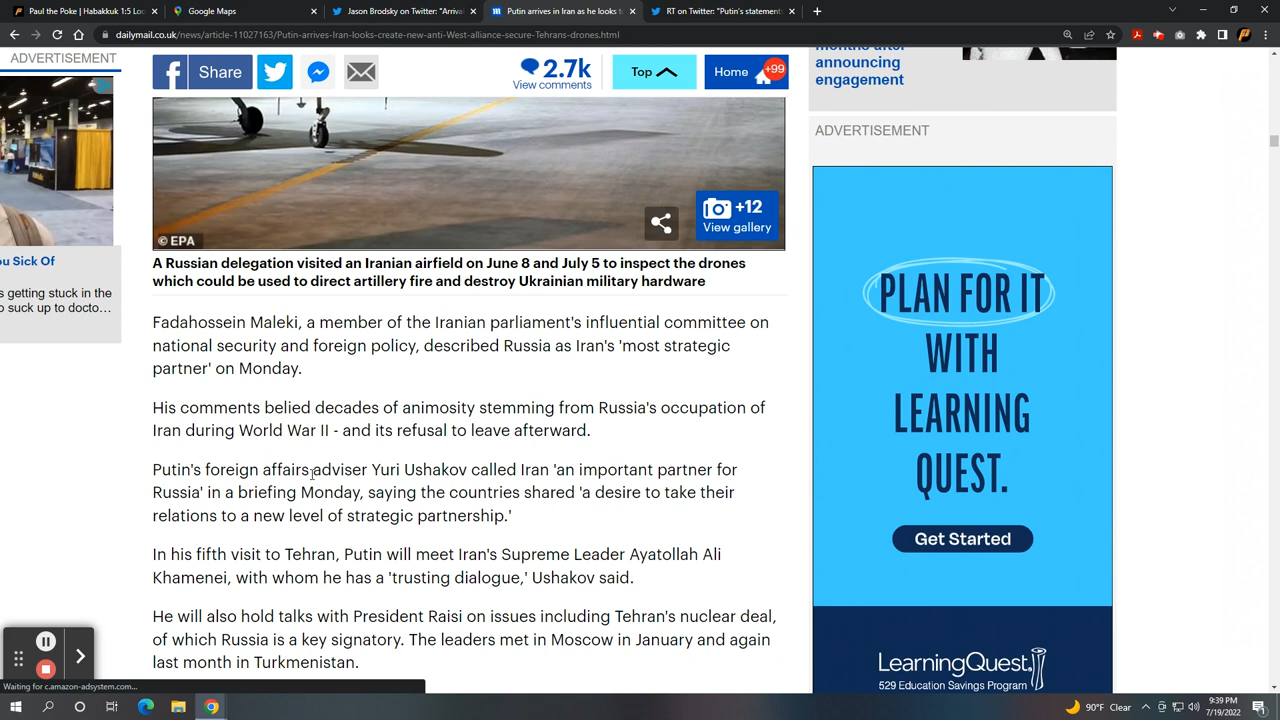 Paul the Poke | Habakkuk 1:5 Loo
Google Maps
Jason Brodsky on Twitter: "Arrival
Putin arrives in Iran as he looks to
RT on Twitter: "Putin's statements
dailymail.co.uk/news/article-11027163/Putin-arrives-Iran-looks-create-new-anti-West-alliance-secure-Tehrans-drones.html
ADVERTISEMENT
ou Sick Of
s getting stuck in the
o suck up to docto…
Share
2.7k
View comments
Top
Home
+99
+12
View gallery
© EPA
A Russian delegation visited an Iranian airfield on June 8 and July 5 to inspect the drones
which could be used to direct artillery fire and destroy Ukrainian military hardware
Fadahossein Maleki, a member of the Iranian parliament's influential committee on
national security and foreign policy, described Russia as Iran's 'most strategic
partner' on Monday.
His comments belied decades of animosity stemming from Russia's occupation of
Iran during World War II - and its refusal to leave afterward.
Putin's foreign affairs adviser Yuri Ushakov called Iran 'an important partner for
Russia' in a briefing Monday, saying the countries shared 'a desire to take their
relations to a new level of strategic partnership.'
In his fifth visit to Tehran, Putin will meet Iran's Supreme Leader Ayatollah Ali
Khamenei, with whom he has a 'trusting dialogue,' Ushakov said.
He will also hold talks with President Raisi on issues including Tehran's nuclear deal,
of which Russia is a key signatory. The leaders met in Moscow in January and again
last month in Turkmenistan.
months after
announcing
engagement
ADVERTISEMENT
PLAN FOR IT
WITH
LEARNING
QUEST.
Get Started
LearningQuest
529 Education Savings Program
Waiting for c.amazon-adsystem.com...
90°F Clear
9:39 PM
7/19/2022